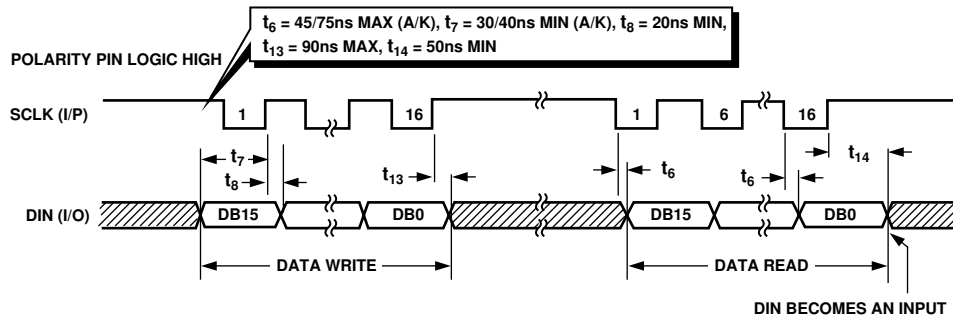 t6 = 45/75ns MAX (A/K), t7 = 30/40ns MIN (A/K), t8 = 20ns MIN,
t13 = 90ns MAX, t14 = 50ns MIN
POLARITY PIN LOGIC HIGH
SCLK (I/P)
1
16
1
6
16
t7
t8
t13
t6
t6
t14
DIN (I/O)
DB15
DB0
DB15
DB0
DATA WRITE
DATA READ
DIN BECOMES AN INPUT